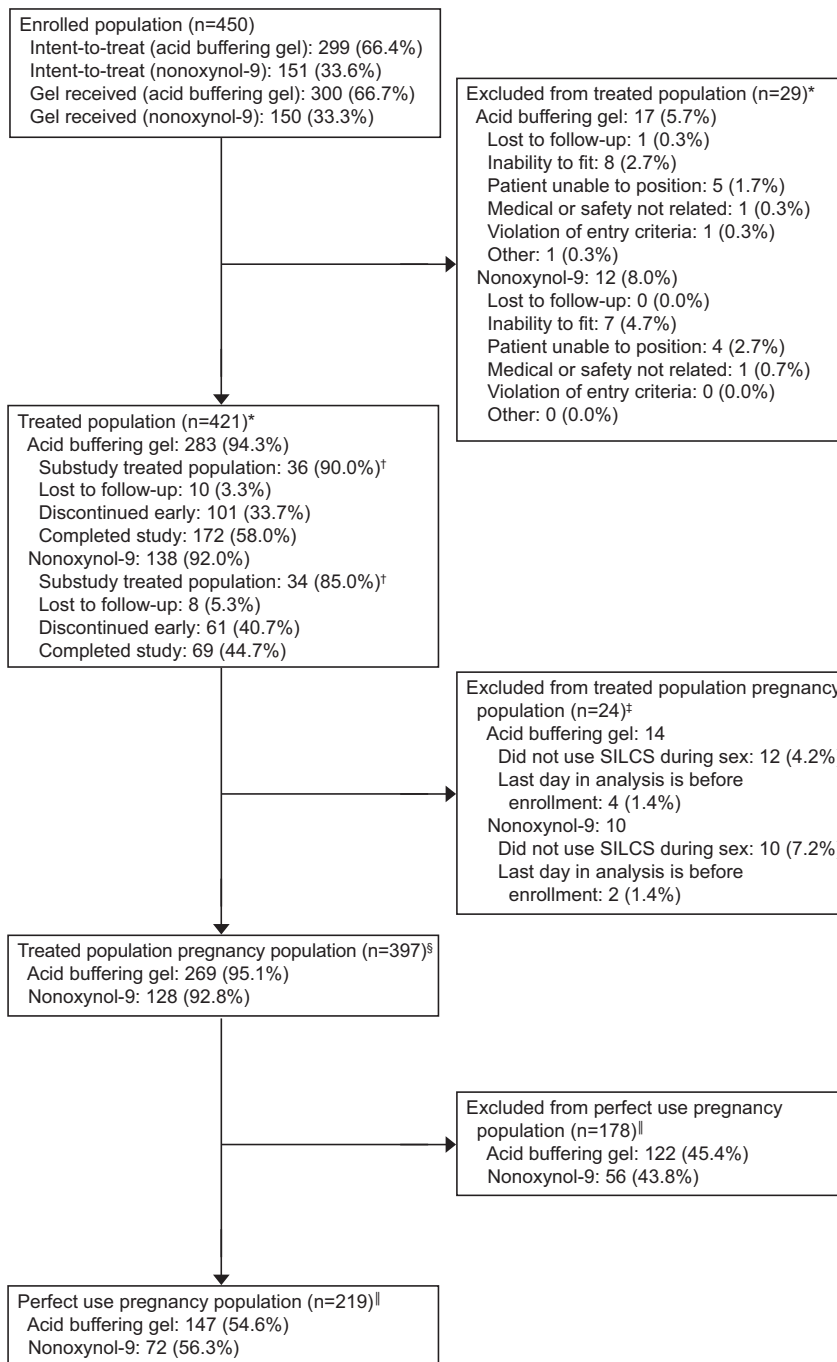 Enrolled population (n=450)
Intent-to-treat (acid buffering gel): 299 (66.4%)
Intent-to-treat (nonoxynol-9): 151 (33.6%)
Gel received (acid buffering gel): 300 (66.7%)
Gel received (nonoxynol-9): 150 (33.3%)
Excluded from treated population (n=29)*
Acid buffering gel: 17 (5.7%)
Lost to follow-up: 1 (0.3%)
Inability to fit: 8 (2.7%)
Patient unable to position: 5 (1.7%)
Medical or safety not related: 1 (0.3%)
Violation of entry criteria: 1 (0.3%)
Other: 1 (0.3%)
Nonoxynol-9: 12 (8.0%)
Lost to follow-up: 0 (0.0%)
Inability to fit: 7 (4.7%)
Patient unable to position: 4 (2.7%)
Medical or safety not related: 1 (0.7%)
Violation of entry criteria: 0 (0.0%)
Other: 0 (0.0%)
Treated population (n=421)*
Acid buffering gel: 283 (94.3%)
Substudy treated population: 36 (90.0%)†
Lost to follow-up: 10 (3.3%)
Discontinued early: 101 (33.7%)
Completed study: 172 (58.0%)
Nonoxynol-9: 138 (92.0%)
Substudy treated population: 34 (85.0%)†
Lost to follow-up: 8 (5.3%)
Discontinued early: 61 (40.7%)
Completed study: 69 (44.7%)
Excluded from treated population pregnancy
population (n=24)‡
Acid buffering gel: 14
Did not use SILCS during sex: 12 (4.2%
Last day in analysis is before
enrollment: 4 (1.4%)
Nonoxynol-9: 10
Did not use SILCS during sex: 10 (7.2%
Last day in analysis is before
enrollment: 2 (1.4%)
Treated population pregnancy population (n=397)§
Acid buffering gel: 269 (95.1%)
Nonoxynol-9: 128 (92.8%)
Excluded from perfect use pregnancy
population (n=178)‖
Acid buffering gel: 122 (45.4%)
Nonoxynol-9: 56 (43.8%)
Perfect use pregnancy population (n=219)‖
Acid buffering gel: 147 (54.6%)
Nonoxynol-9: 72 (56.3%)